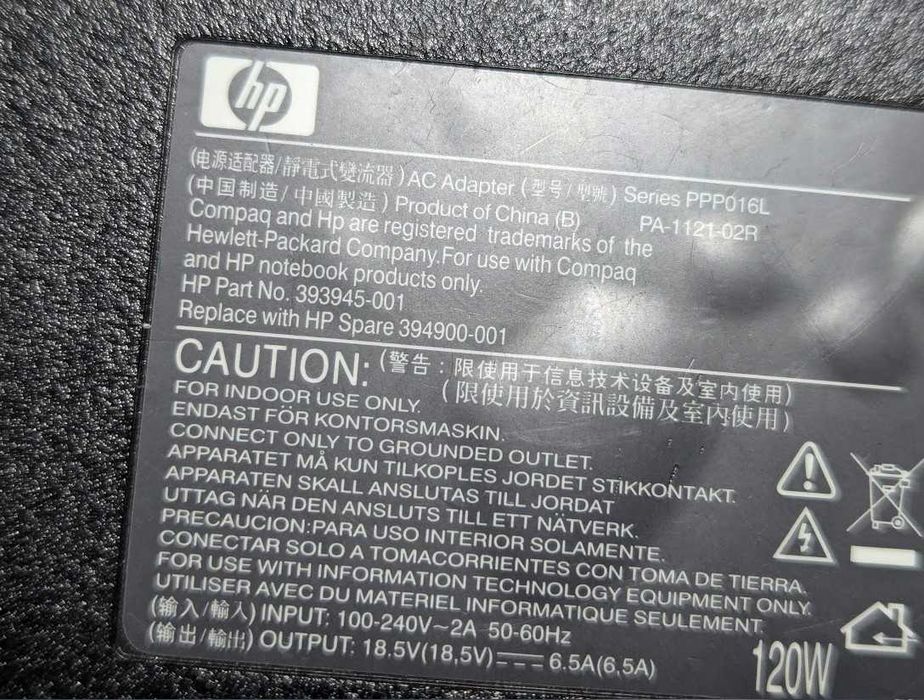 hp
(电源适配器/靜電式變流器) AC Adapter (型号/型號) Series PPP016L
(中国制造/中國製造) Product of China (B) PA-1121-02R
Compaq and Hp are registered trademarks of the
Hewlett-Packard Company.For use with Compaq
and HP notebook products only.
HP Part No. 393945-001
Replace with HP Spare 394900-001
CAUTION: (警告：限使用于信息技术设备及室内使用)
(限使用於資訊設備及室內使用)
FOR INDOOR USE ONLY.
ENDAST FÖR KONTORSMASKIN.
CONNECT ONLY TO GROUNDED OUTLET.
APPARATET MÅ KUN TILKOPLES JORDET STIKKONTAKT.
APPARATEN SKALL ANSLUTAS TILL JORDAT
UTTAG NÄR DEN ANSLUTS TILL ETT NÄTVERK.
PRECAUCION:PARA USO INTERIOR SOLAMENTE.
CONECTAR SOLO A TOMACORRIENTES CON TOMA DE TIERRA.
FOR USE WITH INFORMATION TECHNOLOGY EQUIPMENT ONLY.
UTILISER AVEC DU MATERIEL INFORMATIQUE SEULEMENT.
(输入/輸入) INPUT: 100-240V~2A 50-60Hz
(输出/輸出) OUTPUT: 18.5V(18,5V)⎓ 6.5A(6,5A)
120W